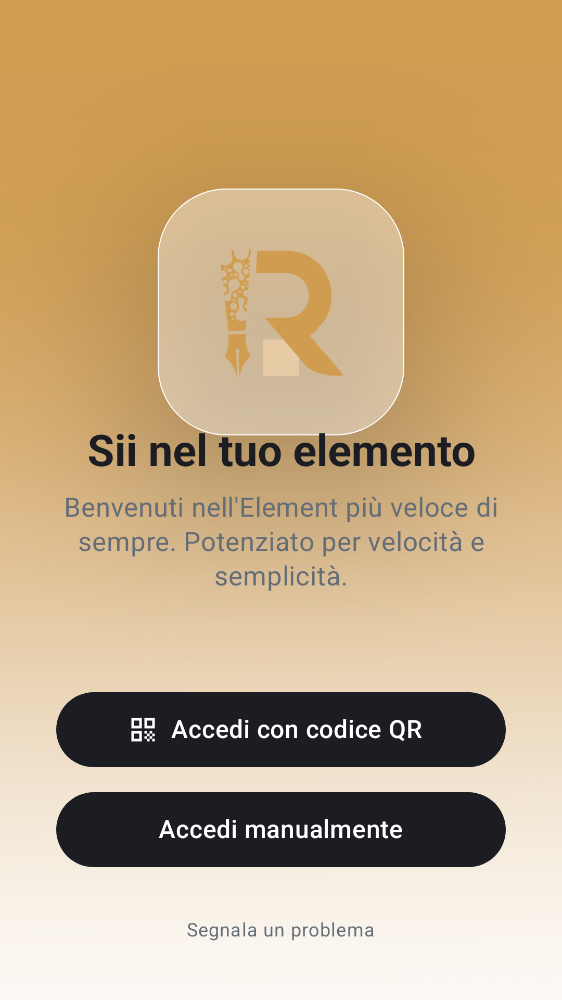 R
Sii nel tuo elemento
Benvenuti nell'Element più veloce di
sempre. Potenziato per velocità e
semplicità.
Accedi con codice QR
Accedi manualmente
Segnala un problema